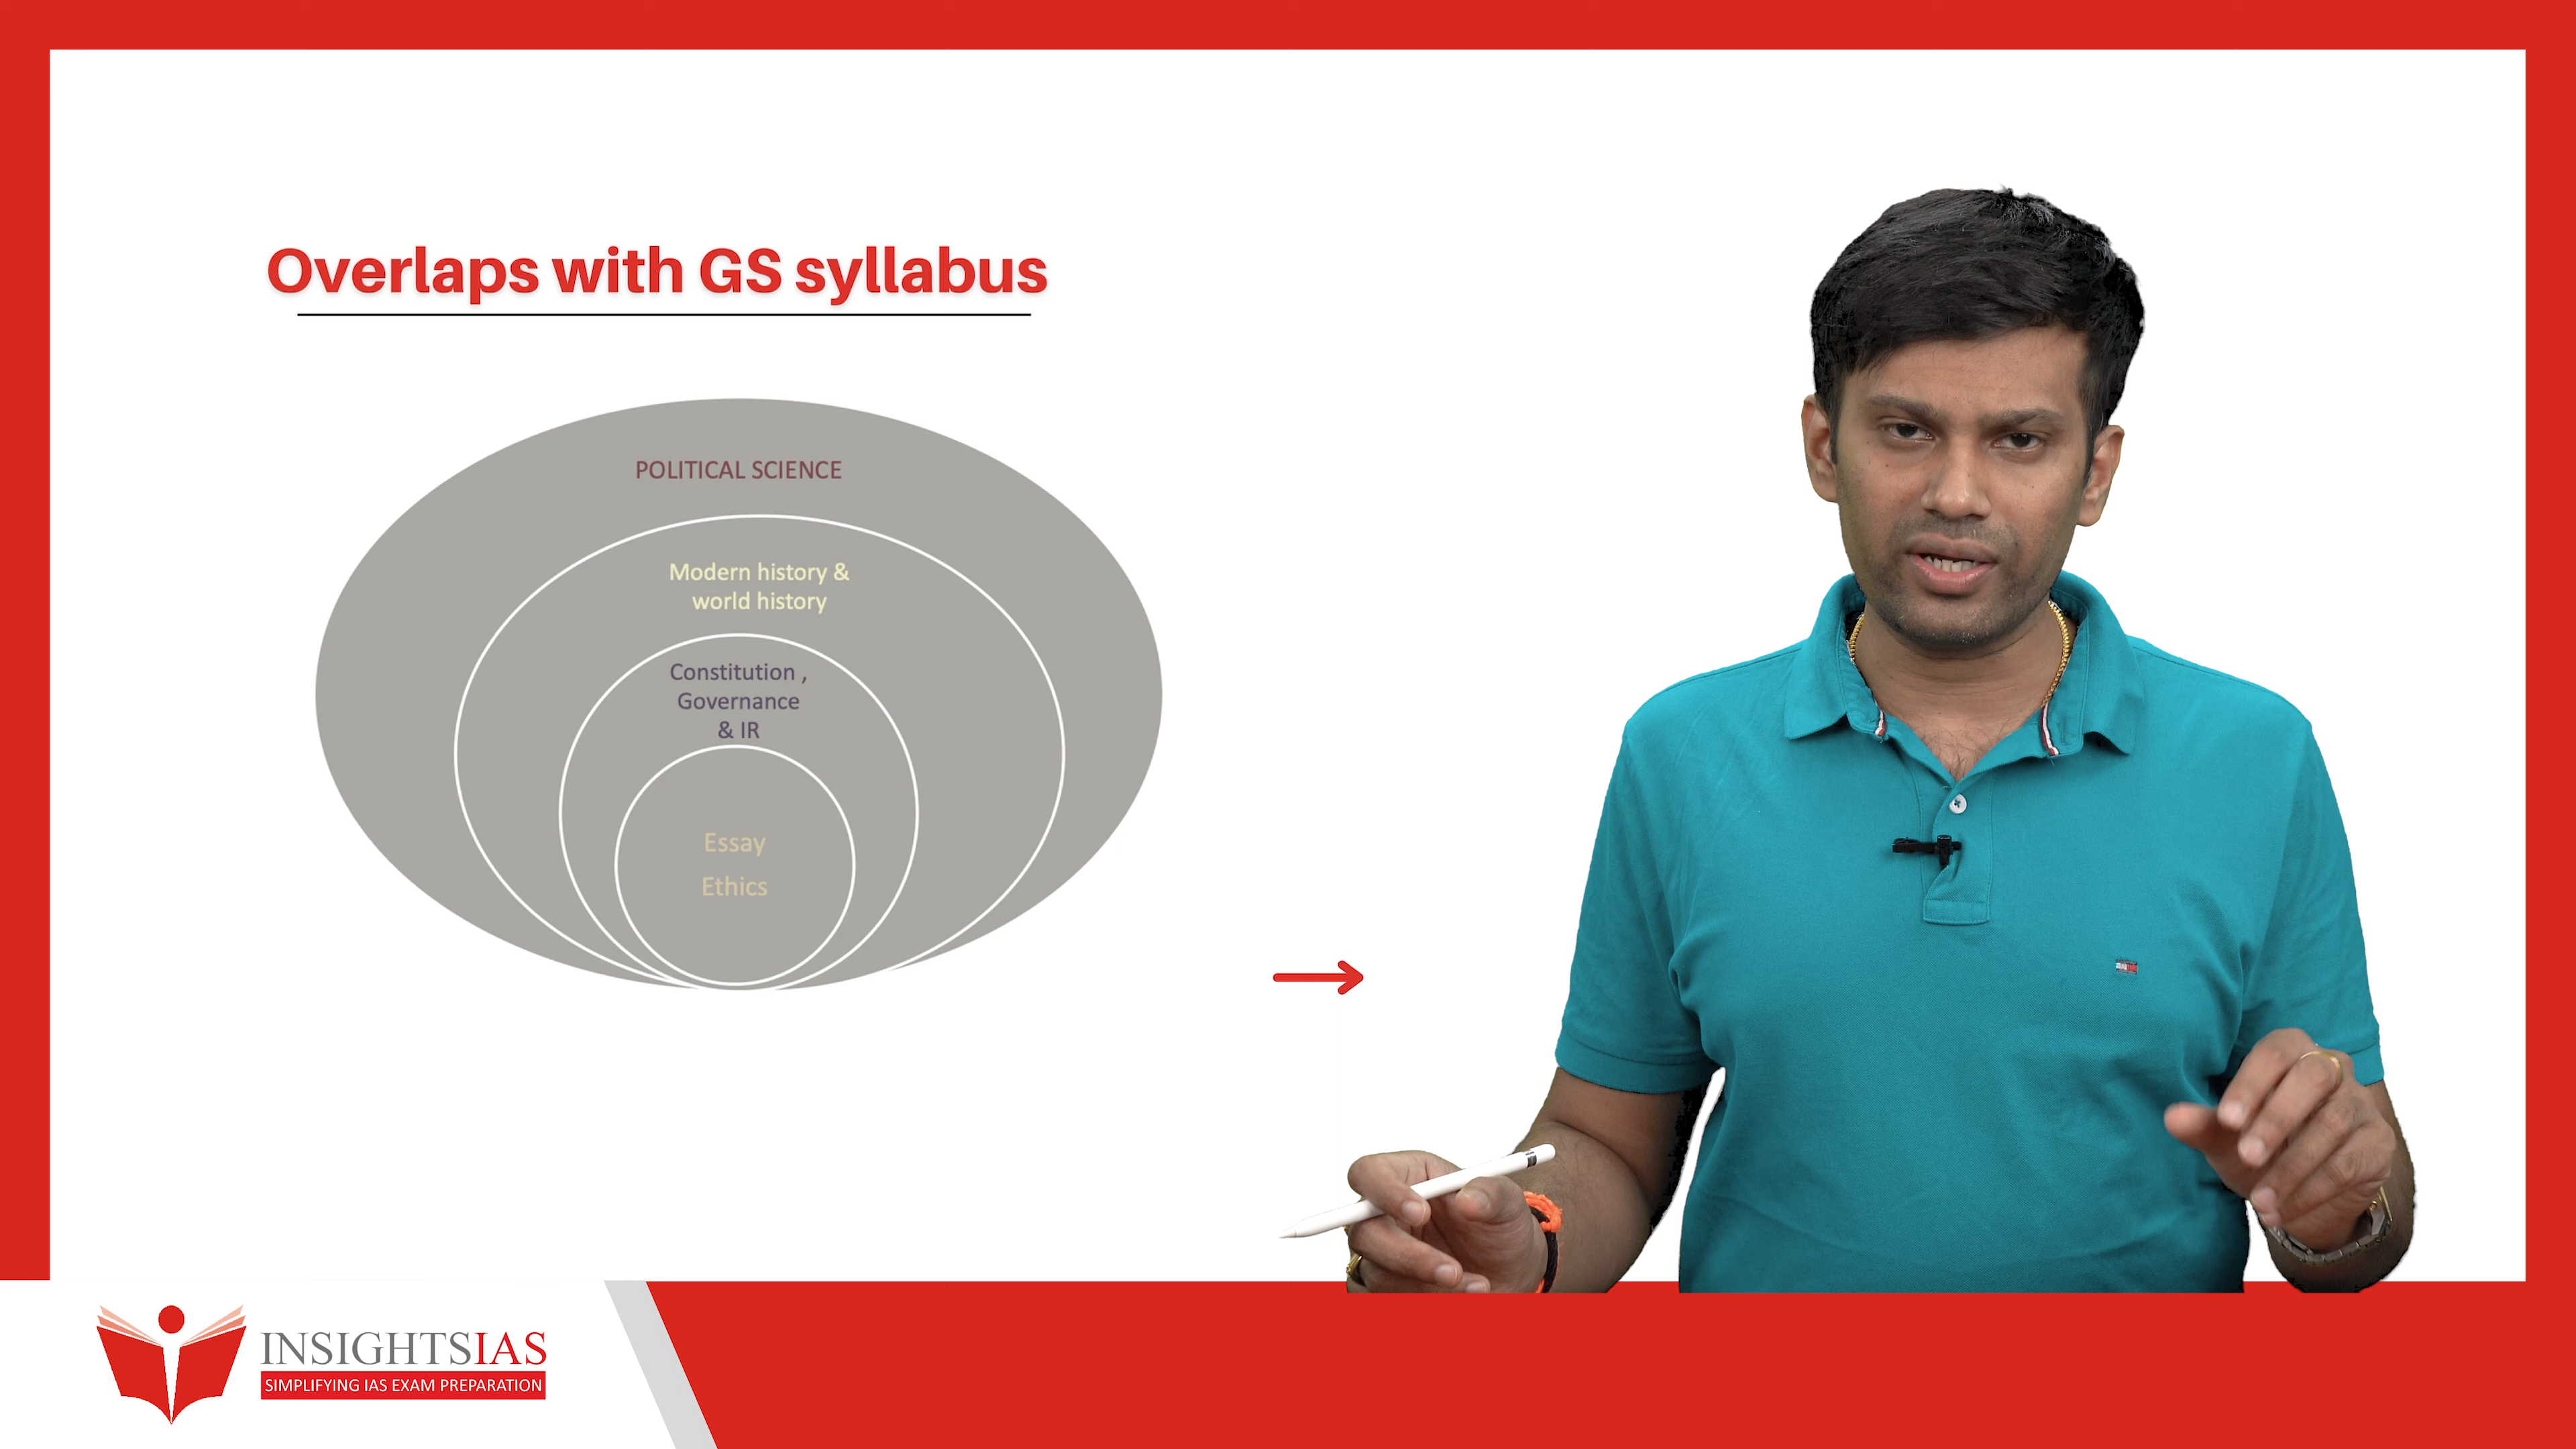 Overlaps with GS syllabus
POLITICAL SCIENCE
Modern history &
world history
Constitution ,
Governance
& IR
Essay
Ethics
INSIGHTSIAS
SIMPLIFYING IAS EXAM PREPARATION